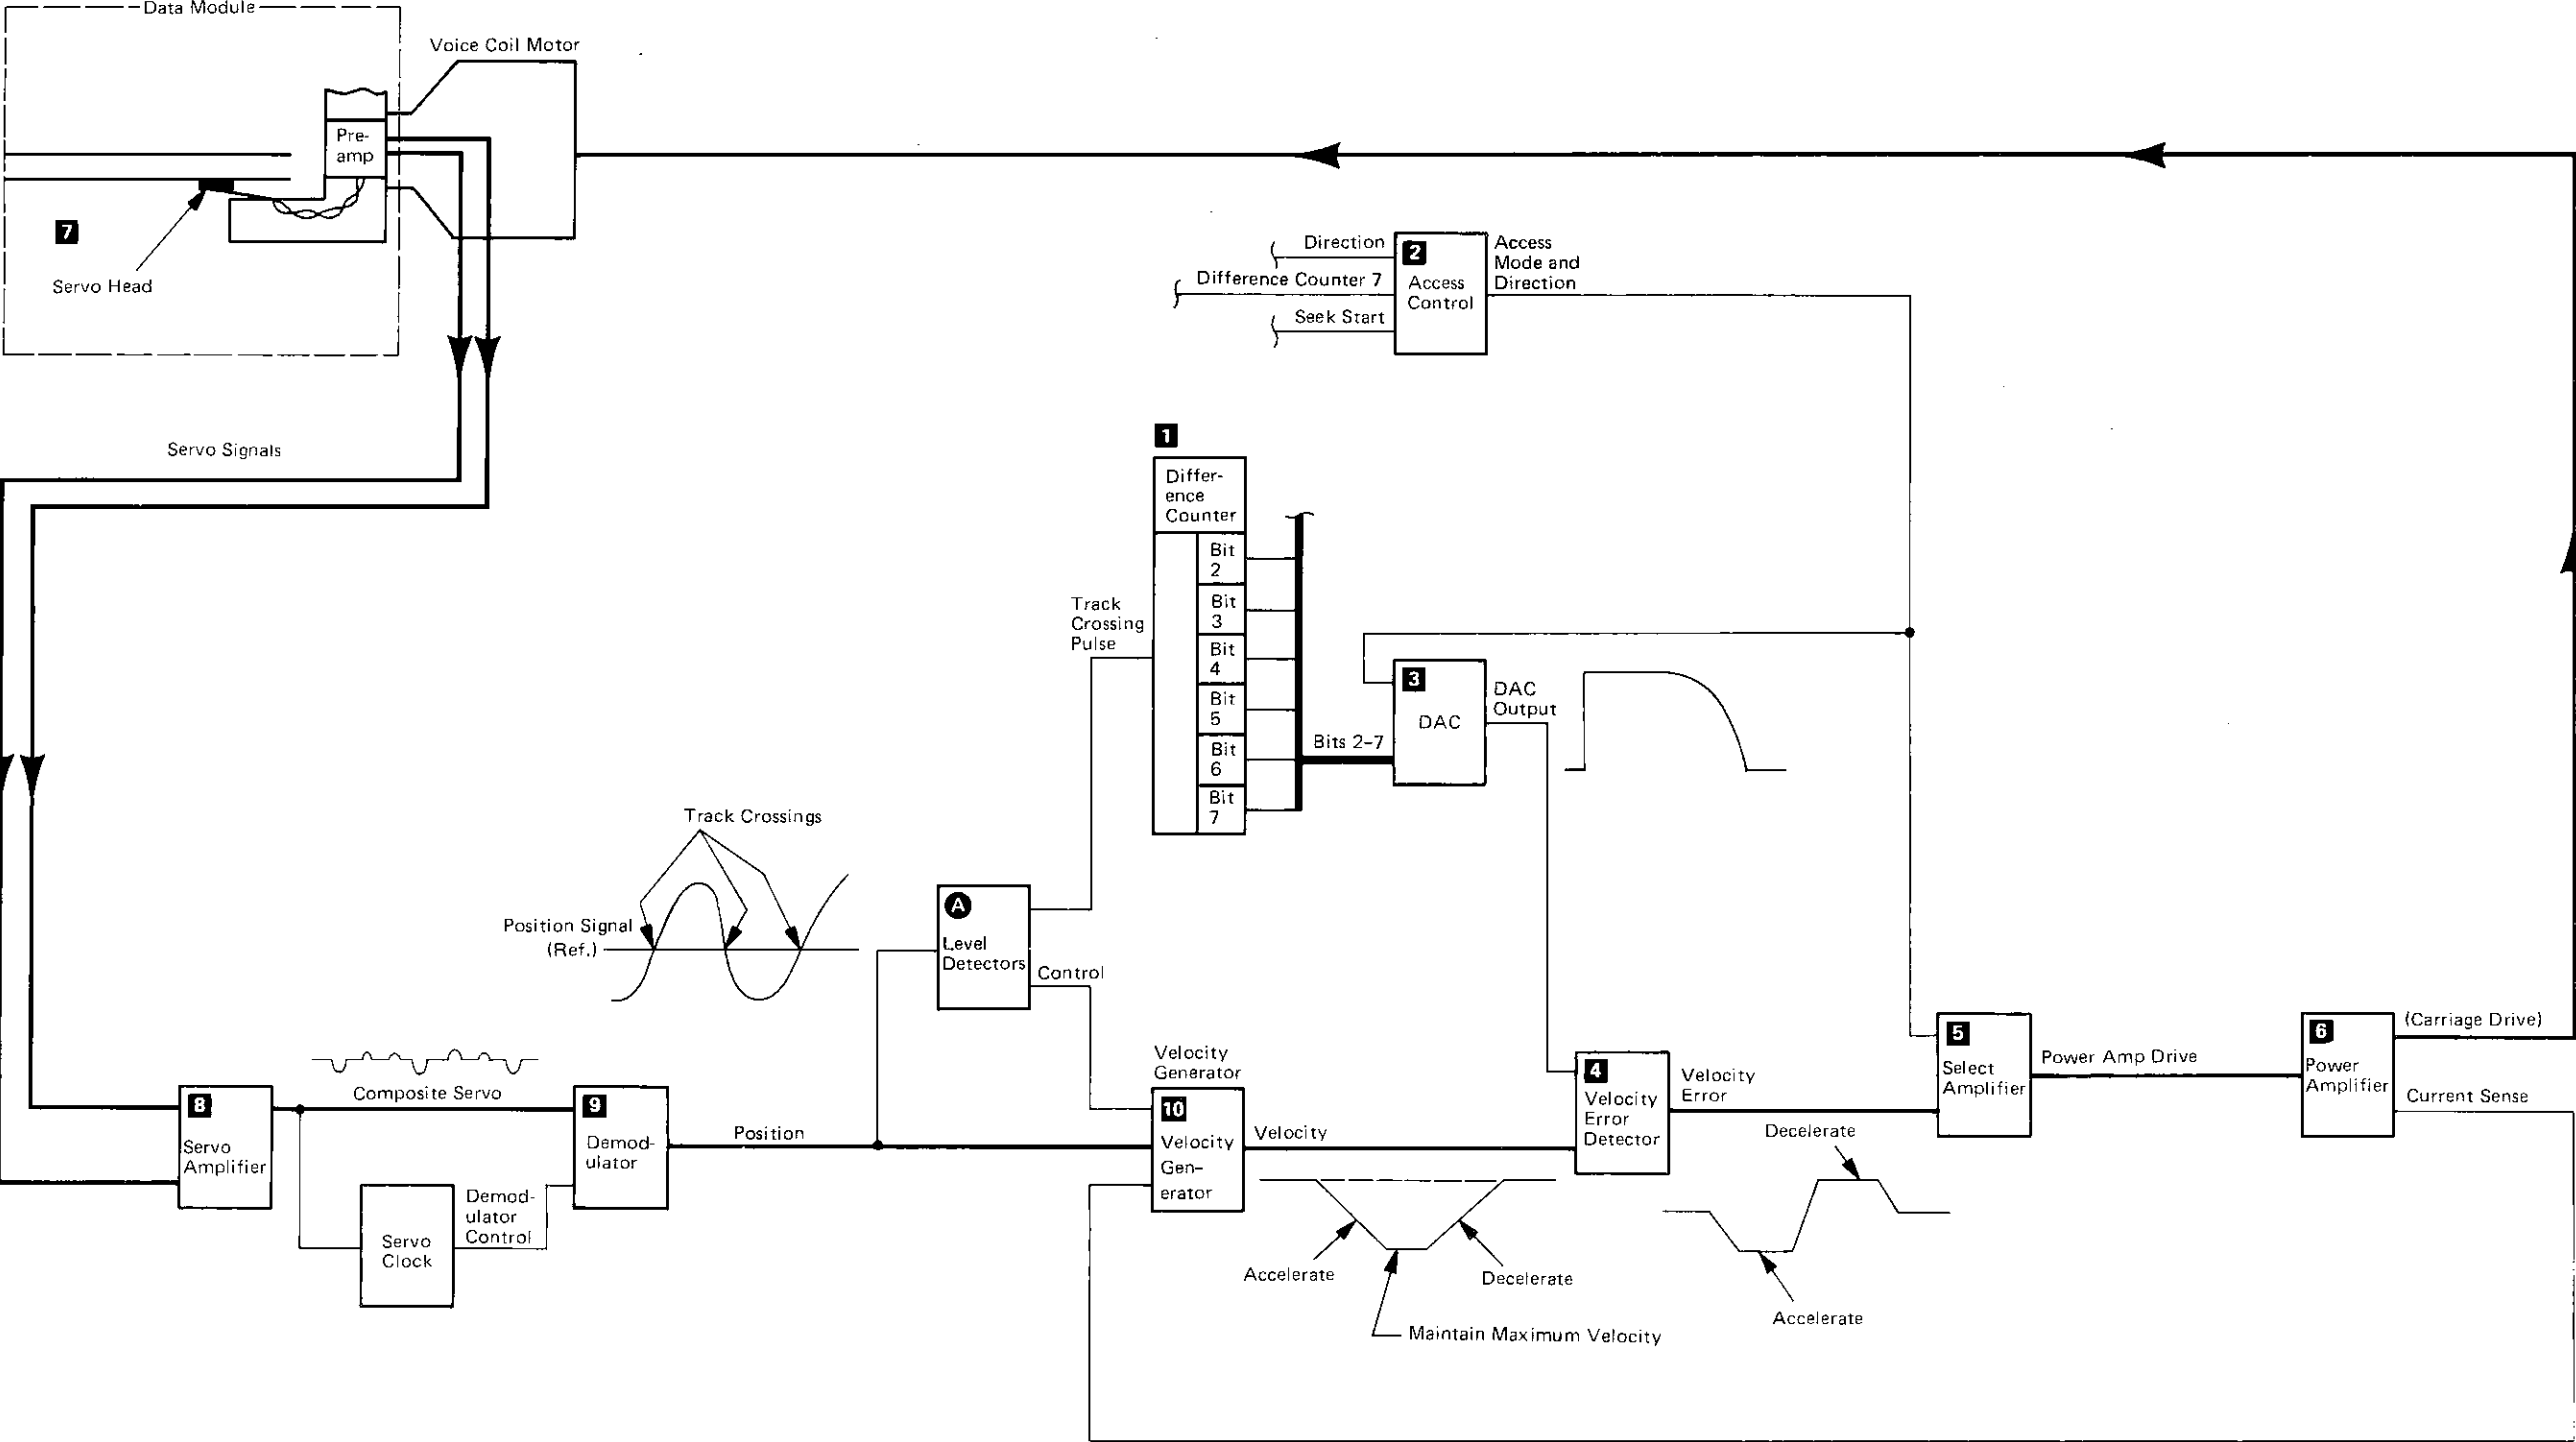 Data Module
Voice Coil Motor
Pre-
amp
7
Servo Head
Servo Signals
Direction
Difference Counter 7
Seek Start
2
Access
Control
Access
Mode and
Direction
1
Differ-
ence
Counter
Bit
2
Bit
3
Bit
4
Bit
5
Bit
6
Bit
7
Track
Crossing
Pulse
Bits 2-7
3
DAC
DAC
Output
Track Crossings
Position Signal
(Ref.)
A
Level
Detectors
Control
8
Servo
Amplifier
Composite Servo
9
Demod-
ulator
Servo
Clock
Demod-
ulator
Control
Position
Velocity
Generator
10
Velocity
Gen-
erator
Velocity
Accelerate
Decelerate
Maintain Maximum Velocity
4
Velocity
Error
Detector
Velocity
Error
Decelerate
Accelerate
5
Select
Amplifier
Power Amp Drive
6
Power
Amplifier
(Carriage Drive)
Current Sense